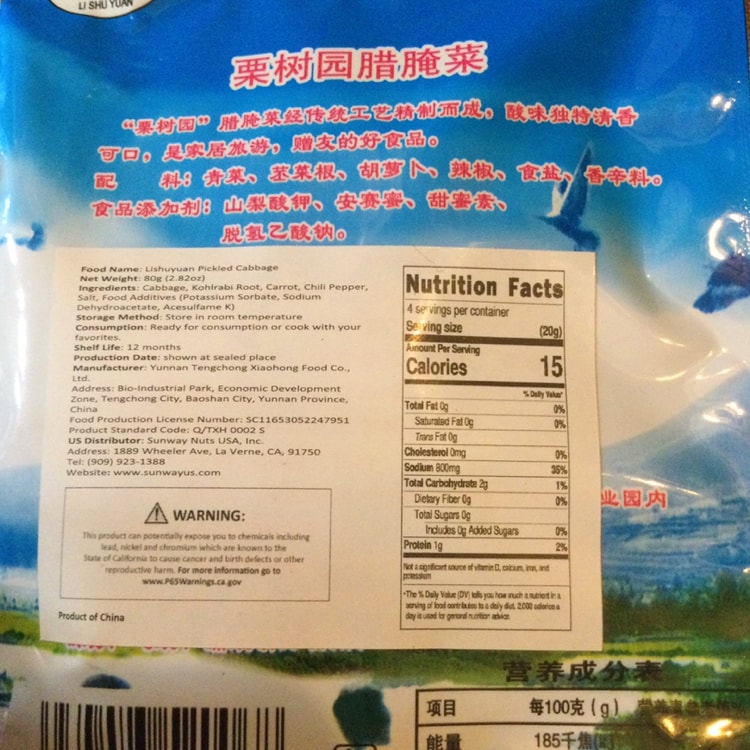 LI SHU YUAN
栗树园腊腌菜
“栗树园”腊腌菜经传统工艺精制而成，酸味独特清香
可口，是家居旅游，赠友的好食品。
配 料：青菜、茎菜根、胡萝卜、辣椒、食盐、香辛料。
食品添加剂：山梨酸钾、安赛蜜、甜蜜素、
脱氢乙酸钠。
Food Name: Lishuyuan Pickled Cabbage
Net Weight: 80g (2.82oz)
Ingredients: Cabbage, Kohlrabi Root, Carrot, Chili Pepper,
Salt, Food Additives (Potassium Sorbate, Sodium
Dehydroacetate, Acesulfame K)
Storage Method: Store in room temperature
Consumption: Ready for consumption or cook with your
favorites.
Shelf Life: 12 months
Production Date: shown at sealed place
Manufacturer: Yunnan Tengchong Xiaohong Food Co.,
Ltd.
Address: Bio-Industrial Park, Economic Development
Zone, Tengchong City, Baoshan City, Yunnan Province,
China
Food Production License Number: SC11653052247951
Product Standard Code: Q/TXH 0002 S
US Distributor: Sunway Nuts USA, Inc.
Address: 1889 Wheeler Ave, La Verne, CA, 91750
Tel: (909) 923-1388
Website: www.sunwayus.com
WARNING:
This product can potentially expose you to chemicals including
lead, nickel and chromium which are known to the
State of California to cause cancer and birth defects or other
reproductive harm. For more information go to
www.P65Warnings.ca.gov
Product of China
Nutrition Facts
4 servings per container
Serving size (20g)
Amount Per Serving
Calories 15
% Daily Value*
Total Fat 0g 0%
Saturated Fat 0g 0%
Trans Fat 0g
Cholesterol 0mg 0%
Sodium 800mg 35%
Total Carbohydrate 2g 1%
Dietary Fiber 0g 0%
Total Sugars 0g
Includes 0g Added Sugars 0%
Protein 1g 2%
Not a significant source of vitamin D, calcium, iron, and
potassium
*The % Daily Value (DV) tells you how much a nutrient in a
serving of food contributes to a daily diet. 2,000 calories a
day is used for general nutrition advice.
业园内
营养成分表
项目 每100克(g)
能量 185千焦